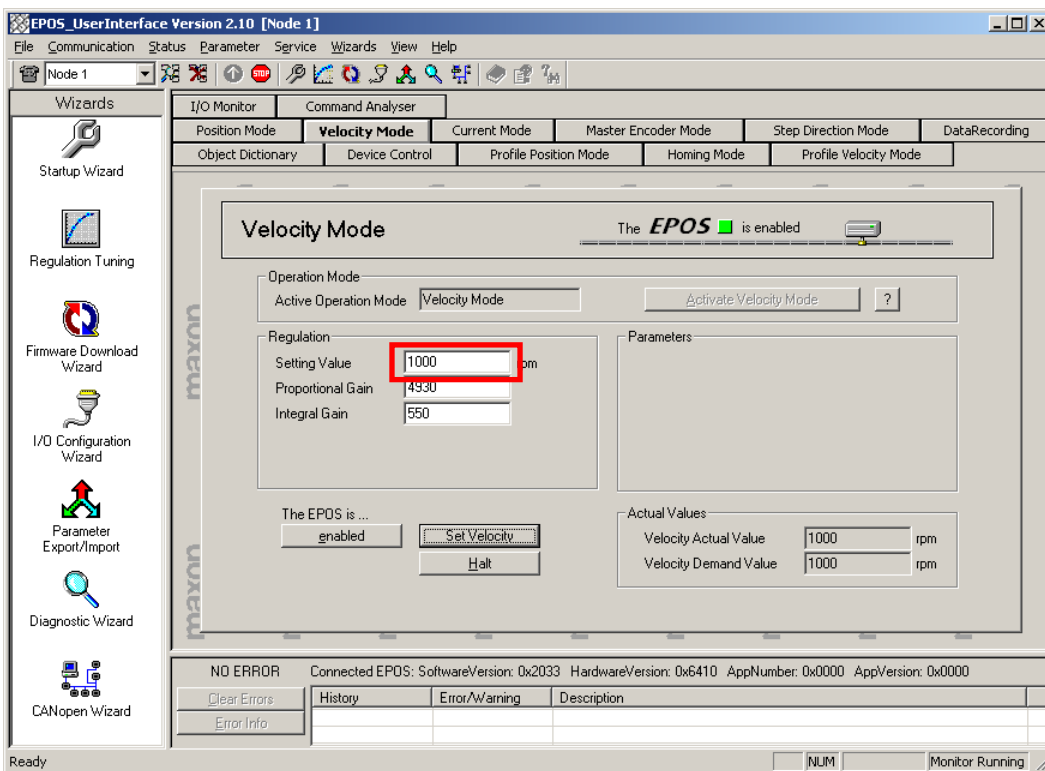 EPOS_UserInterface Version 2.10 [Node 1]
File Communication Status Parameter Service Wizards View Help
Node 1 STOP
Wizards
Startup Wizard
Regulation Tuning
Firmware Download
Wizard
I/O Configuration
Wizard
Parameter
Export/Import
Diagnostic Wizard
CANopen Wizard
I/O Monitor Command Analyser
Position Mode Velocity Mode Current Mode Master Encoder Mode Step Direction Mode DataRecording
Object Dictionary Device Control Profile Position Mode Homing Mode Profile Velocity Mode
Velocity Mode The EPOS is enabled
Operation Mode
Active Operation Mode Velocity Mode Activate Velocity Mode ?
maxon
Regulation
Setting Value 1000 rpm
Proportional Gain 4930
Integral Gain 550
Parameters
The EPOS is ...
enabled Set Velocity
Halt
Actual Values
Velocity Actual Value 1000 rpm
Velocity Demand Value 1000 rpm
maxon
NO ERROR Connected EPOS: SoftwareVersion: 0x2033 HardwareVersion: 0x6410 AppNumber: 0x0000 AppVersion: 0x0000
Clear Errors History Error/Warning Description
Error Info
Ready NUM Monitor Running